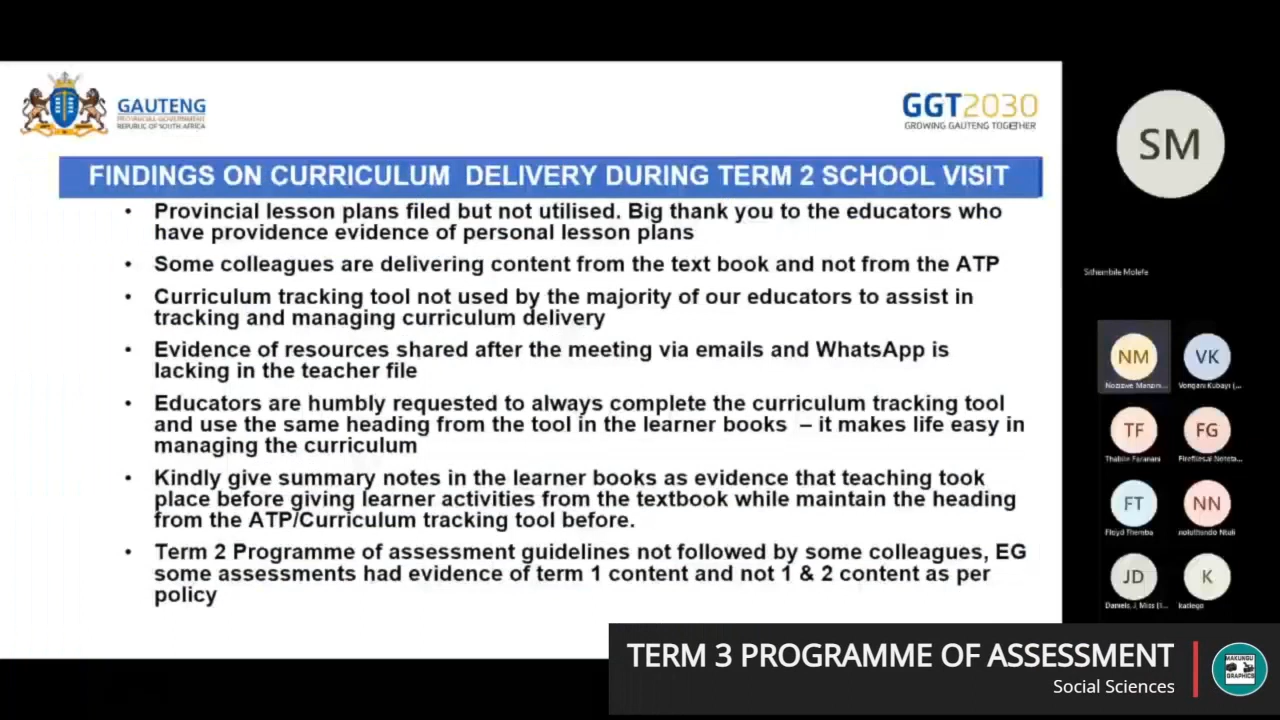 GAUTENG
PROVINCIAL GOVERNMENT
REPUBLIC OF SOUTH AFRICA
GGT2030
GROWING GAUTENG TOGETHER
FINDINGS ON CURRICULUM DELIVERY DURING TERM 2 SCHOOL VISIT
• Provincial lesson plans filed but not utilised. Big thank you to the educators who
have providence evidence of personal lesson plans
• Some colleagues are delivering content from the text book and not from the ATP
• Curriculum tracking tool not used by the majority of our educators to assist in
tracking and managing curriculum delivery
• Evidence of resources shared after the meeting via emails and WhatsApp is
lacking in the teacher file
• Educators are humbly requested to always complete the curriculum tracking tool
and use the same heading from the tool in the learner books – it makes life easy in
managing the curriculum
• Kindly give summary notes in the learner books as evidence that teaching took
place before giving learner activities from the textbook while maintain the heading
from the ATP/Curriculum tracking tool before.
• Term 2 Programme of assessment guidelines not followed by some colleagues, EG
some assessments had evidence of term 1 content and not 1 & 2 content as per
policy
SM
Sithembile Molefe
NM
VK
Vongani Kubayi (...
TF
FG
Thabile
FT
NN
Floyd Themba
noluthando Ntuli
JD
K
Daniels, J, Miss (...
katlego
TERM 3 PROGRAMME OF ASSESSMENT
Social Sciences
MAKUNGU
GRAPHICS